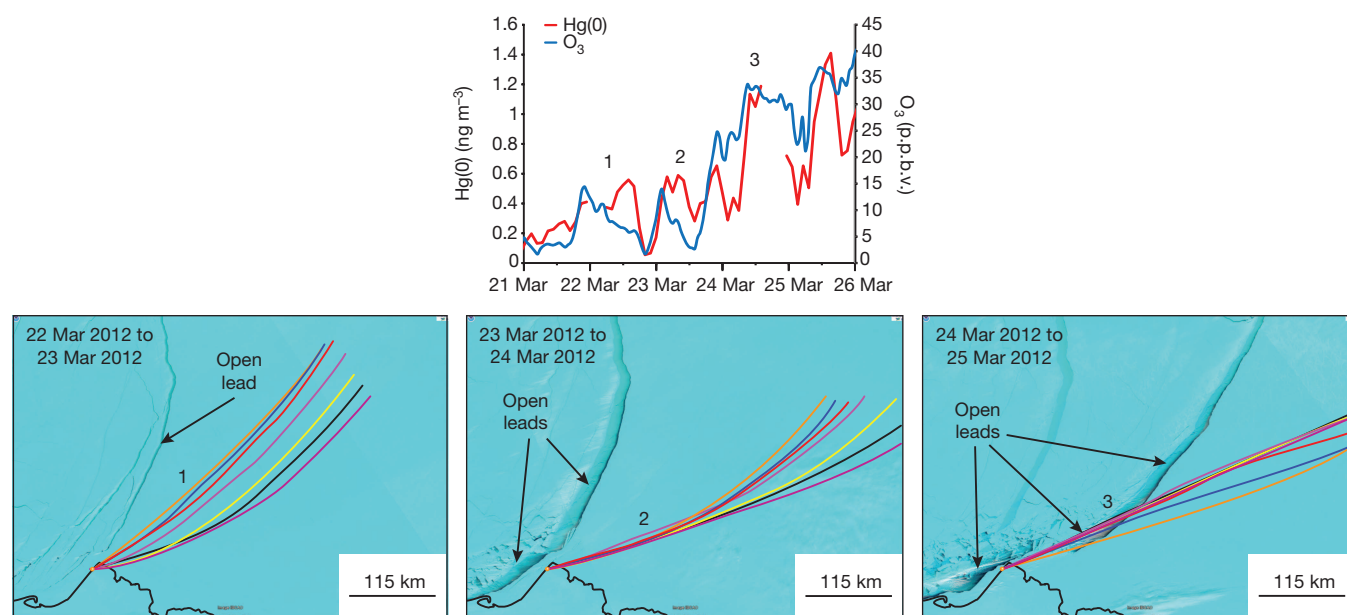 Hg(0)
O₃
Hg(0) (ng m⁻³)
1.6
1.4
1.2
1
0.8
0.6
0.4
0.2
0
1
2
3
45
40
35
30
25
20
15
10
5
0
O₃ (p.p.b.v.)
21 Mar
22 Mar
23 Mar
24 Mar
25 Mar
26 Mar
22 Mar 2012 to
23 Mar 2012
Open
lead
1
115 km
23 Mar 2012 to
24 Mar 2012
Open
leads
2
115 km
24 Mar 2012 to
25 Mar 2012
Open
leads
3
115 km